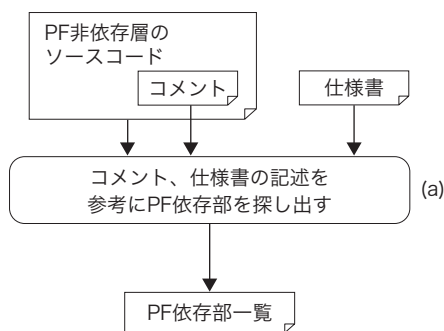 PF非依存層の
ソースコード
コメント
仕様書
コメント、仕様書の記述を
参考にPF依存部を探し出す
(a)
PF依存部一覧